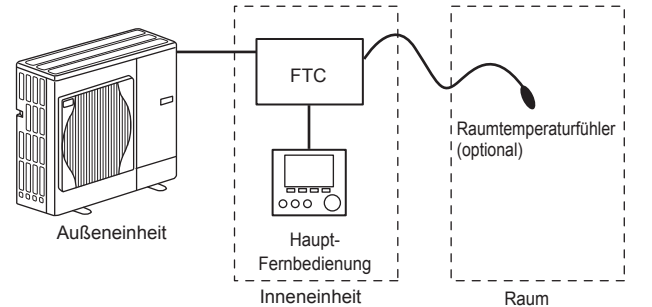 FTC
Raumtemperaturfühler
(optional)
Außeneinheit
Haupt-
Fernbedienung
Inneneinheit
Raum